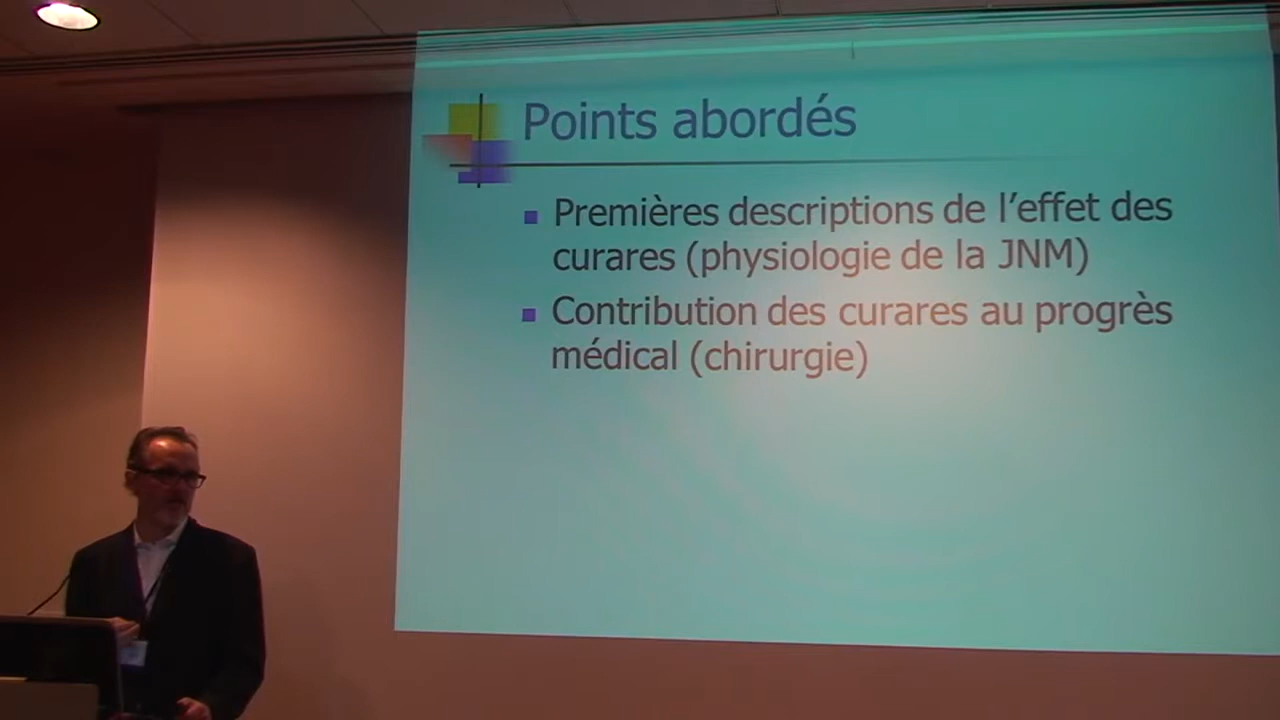 Points abordés
Premières descriptions de l'effet des
curares (physiologie de la JNM)
Contribution des curares au progrès
médical (chirurgie)